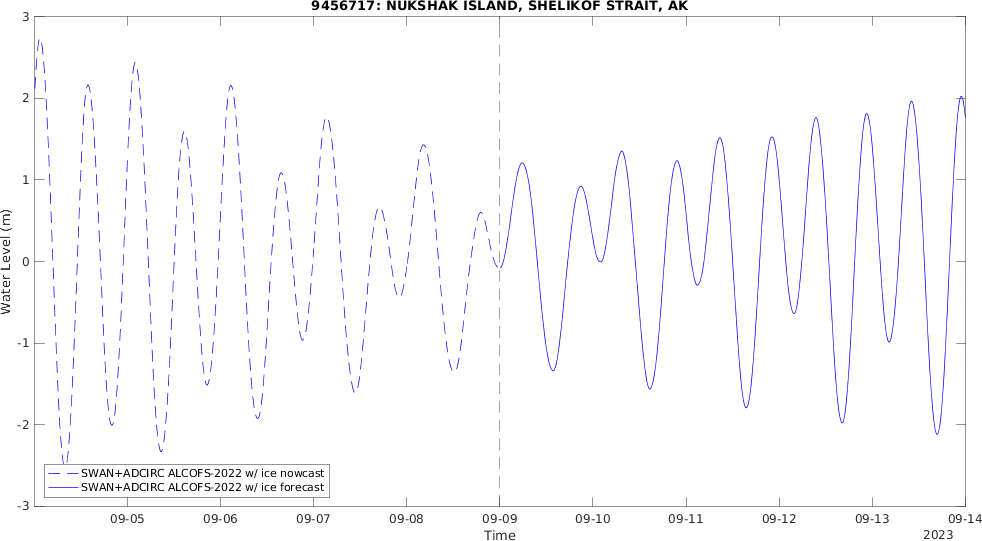 9456717: NUKSHAK ISLAND, SHELIKOF STRAIT, AK
3
2
1
0
-1
-2
-3
Water Level (m)
SWAN+ADCIRC ALCOFS-2022 w/ ice nowcast
SWAN+ADCIRC ALCOFS-2022 w/ ice forecast
09-05 09-06 09-07 09-08 09-09 09-10 09-11 09-12 09-13 09-14
Time
2023